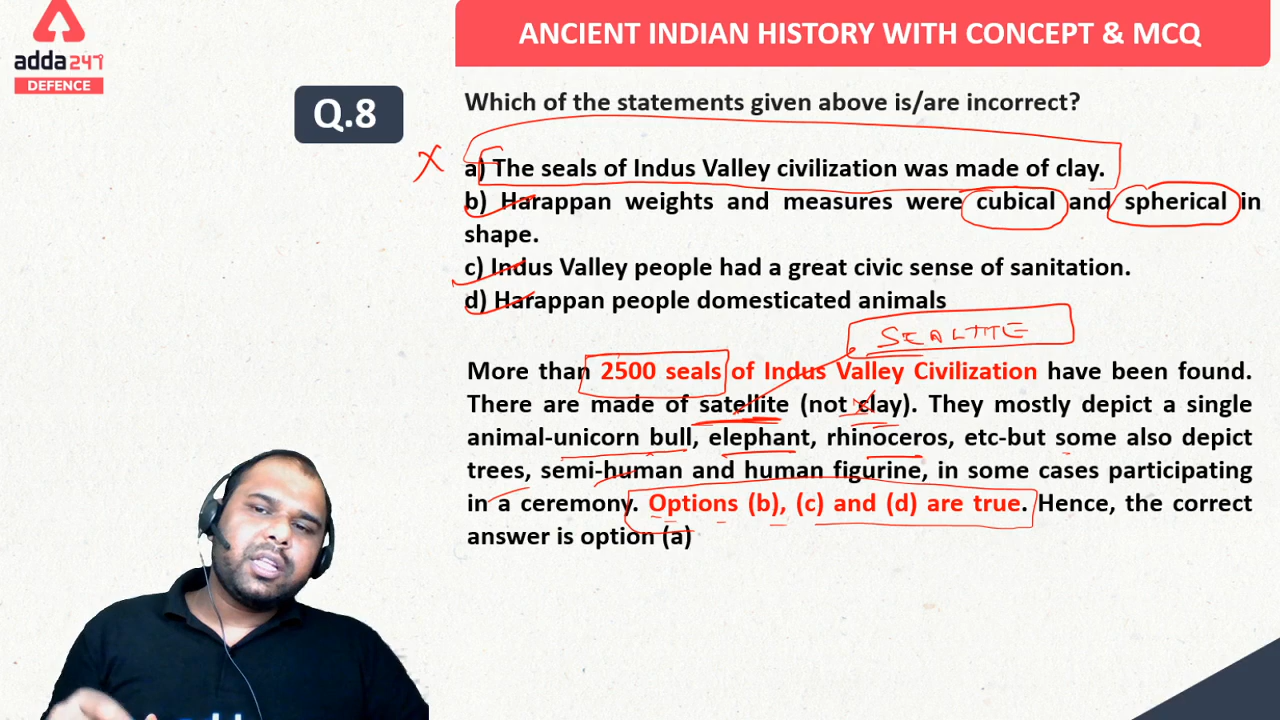 adda247
DEFENCE
ANCIENT INDIAN HISTORY WITH CONCEPT & MCQ
Q.8
Which of the statements given above is/are incorrect?
X
a) The seals of Indus Valley civilization was made of clay.
b) Harappan weights and measures were cubical and spherical in
shape.
c) Indus Valley people had a great civic sense of sanitation.
d) Harappan people domesticated animals
SEALTITE
More than 2500 seals of Indus Valley Civilization have been found.
There are made of satellite (not clay). They mostly depict a single
animal-unicorn bull, elephant, rhinoceros, etc-but some also depict
trees, semi-human and human figurine, in some cases participating
in a ceremony. Options (b), (c) and (d) are true. Hence, the correct
answer is option (a)